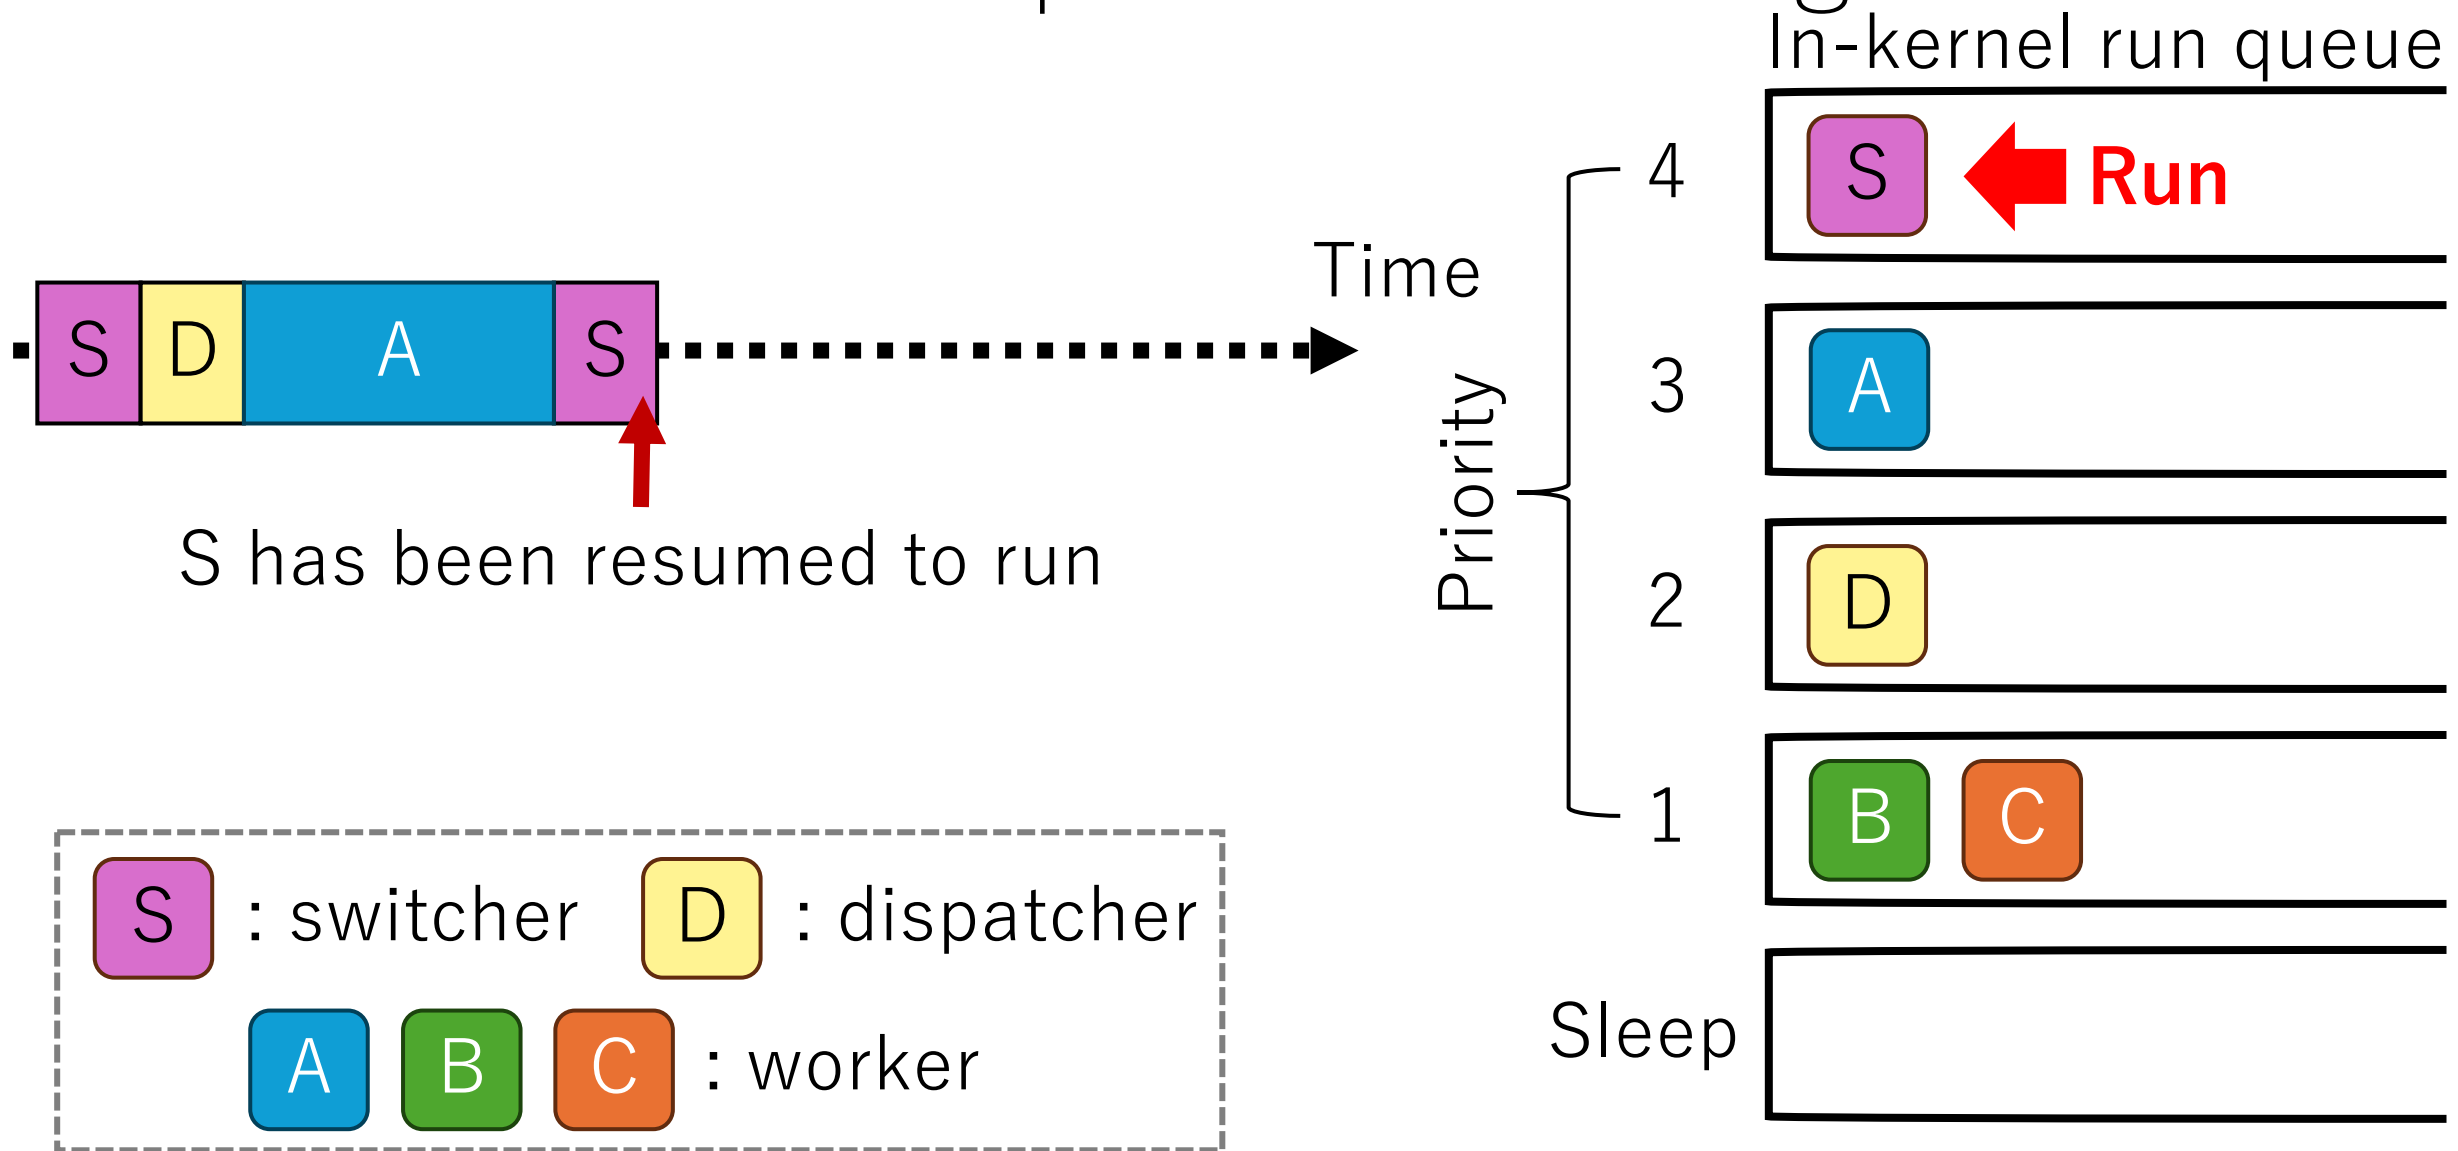 In-kernel run queue
4
S
Run
Time
S
D
A
S
3
A
Priority
S has been resumed to run
2
D
1
B
C
S
: switcher
D
: dispatcher
A
B
C
: worker
Sleep